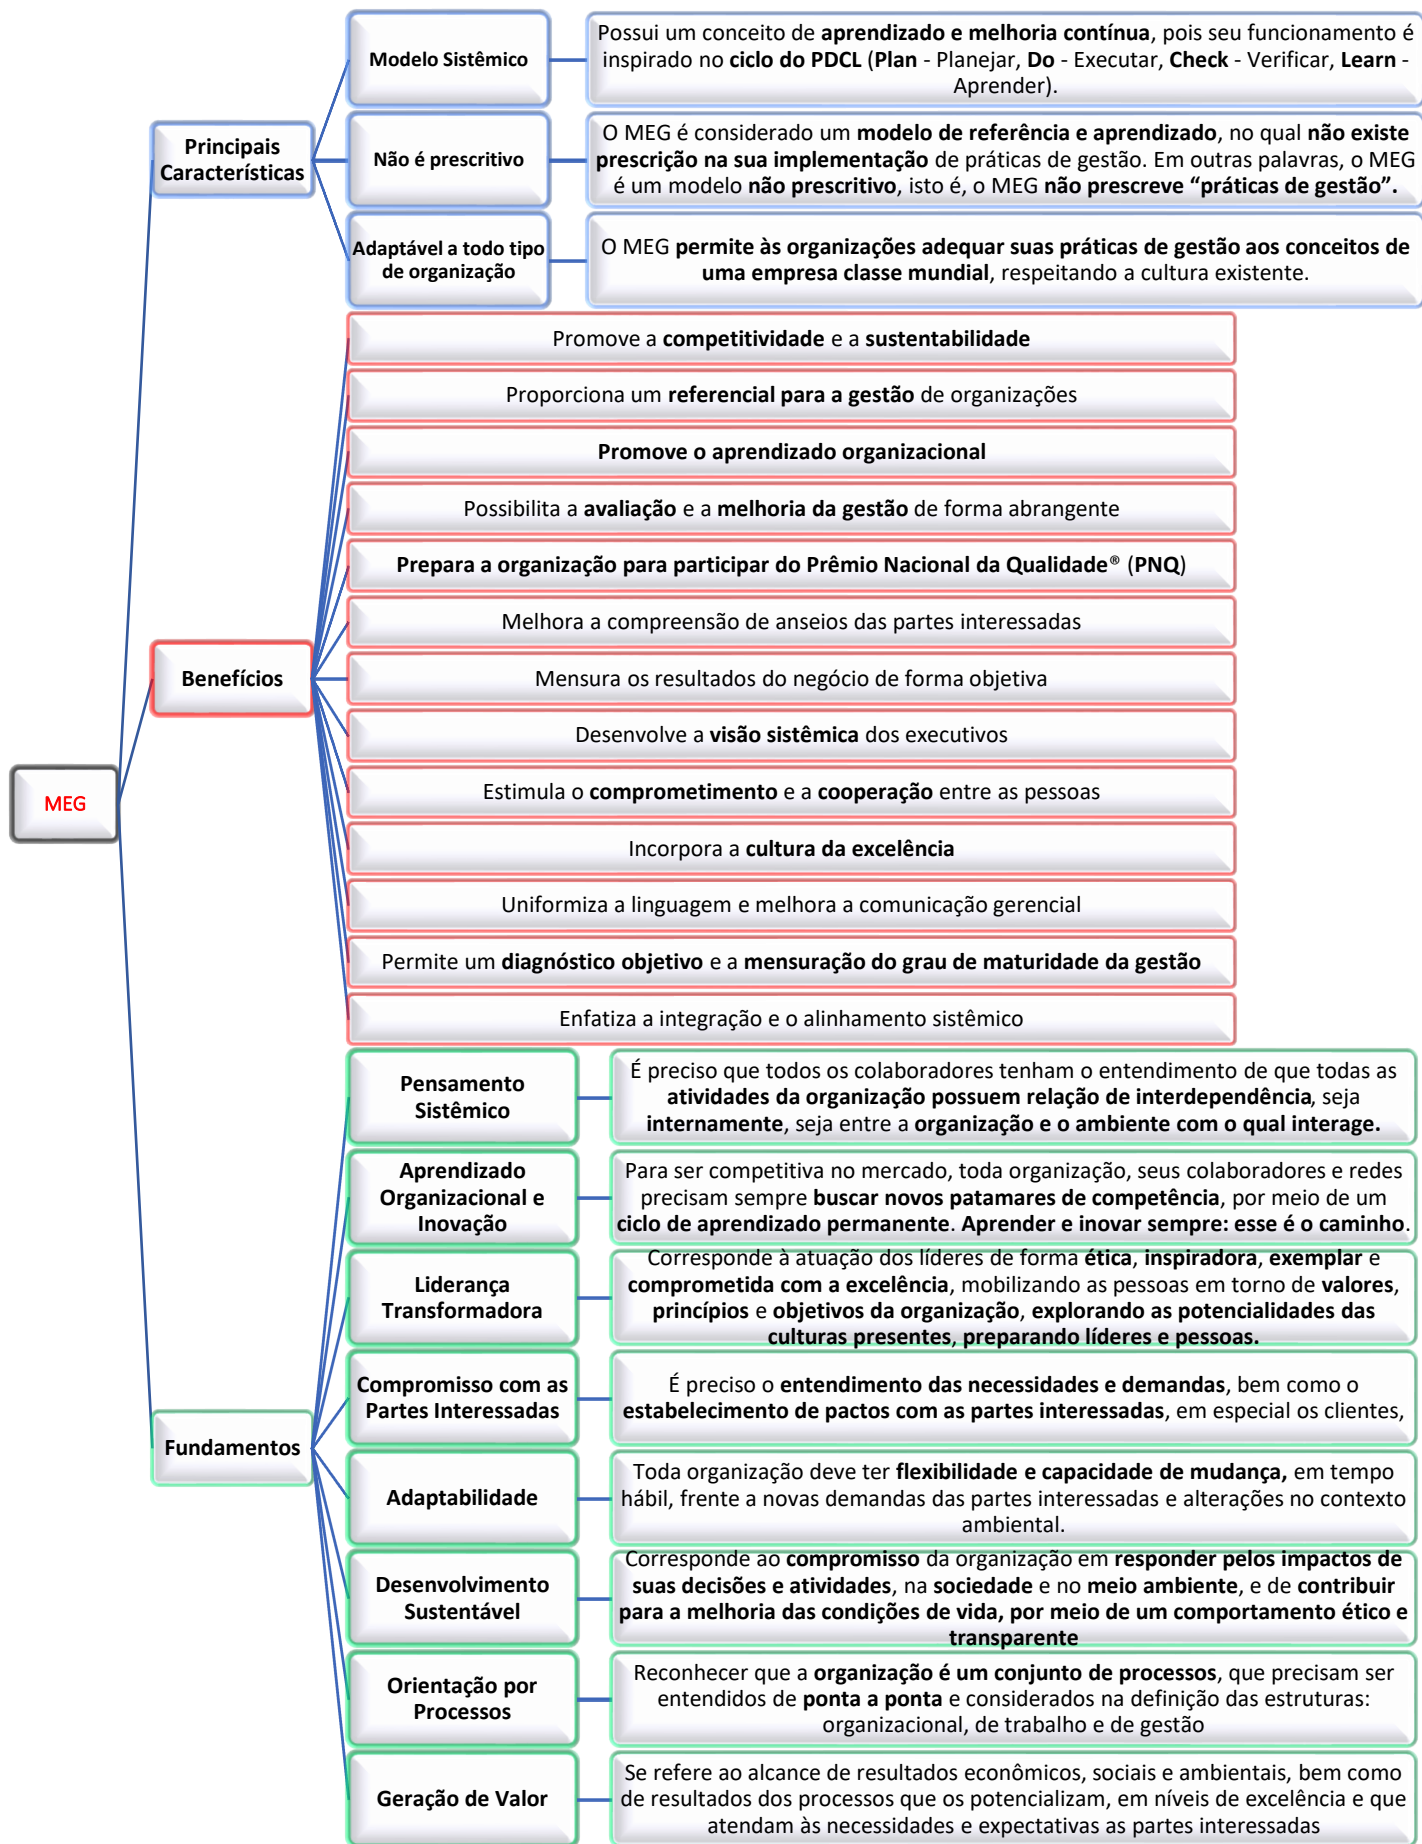 MEG
Principais
Características
Modelo Sistêmico
Possui um conceito de aprendizado e melhoria contínua, pois seu funcionamento é
inspirado no ciclo do PDCL (Plan - Planejar, Do - Executar, Check - Verificar, Learn -
Aprender).
Não é prescritivo
O MEG é considerado um modelo de referência e aprendizado, no qual não existe
prescrição na sua implementação de práticas de gestão. Em outras palavras, o MEG
é um modelo não prescritivo, isto é, o MEG não prescreve “práticas de gestão”.
Adaptável a todo tipo
de organização
O MEG permite às organizações adequar suas práticas de gestão aos conceitos de
uma empresa classe mundial, respeitando a cultura existente.
Benefícios
Promove a competitividade e a sustentabilidade
Proporciona um referencial para a gestão de organizações
Promove o aprendizado organizacional
Possibilita a avaliação e a melhoria da gestão de forma abrangente
Prepara a organização para participar do Prêmio Nacional da Qualidade® (PNQ)
Melhora a compreensão de anseios das partes interessadas
Mensura os resultados do negócio de forma objetiva
Desenvolve a visão sistêmica dos executivos
Estimula o comprometimento e a cooperação entre as pessoas
Incorpora a cultura da excelência
Uniformiza a linguagem e melhora a comunicação gerencial
Permite um diagnóstico objetivo e a mensuração do grau de maturidade da gestão
Enfatiza a integração e o alinhamento sistêmico
Fundamentos
Pensamento
Sistêmico
É preciso que todos os colaboradores tenham o entendimento de que todas as
atividades da organização possuem relação de interdependência, seja
internamente, seja entre a organização e o ambiente com o qual interage.
Aprendizado
Organizacional e
Inovação
Para ser competitiva no mercado, toda organização, seus colaboradores e redes
precisam sempre buscar novos patamares de competência, por meio de um
ciclo de aprendizado permanente. Aprender e inovar sempre: esse é o caminho.
Liderança
Transformadora
Corresponde à atuação dos líderes de forma ética, inspiradora, exemplar e
comprometida com a excelência, mobilizando as pessoas em torno de valores,
princípios e objetivos da organização, explorando as potencialidades das
culturas presentes, preparando líderes e pessoas.
Compromisso com as
Partes Interessadas
É preciso o entendimento das necessidades e demandas, bem como o
estabelecimento de pactos com as partes interessadas, em especial os clientes,
Adaptabilidade
Toda organização deve ter flexibilidade e capacidade de mudança, em tempo
hábil, frente a novas demandas das partes interessadas e alterações no contexto
ambiental.
Desenvolvimento
Sustentável
Corresponde ao compromisso da organização em responder pelos impactos de
suas decisões e atividades, na sociedade e no meio ambiente, e de contribuir
para a melhoria das condições de vida, por meio de um comportamento ético e
transparente
Orientação por
Processos
Reconhecer que a organização é um conjunto de processos, que precisam ser
entendidos de ponta a ponta e considerados na definição das estruturas:
organizacional, de trabalho e de gestão
Geração de Valor
Se refere ao alcance de resultados econômicos, sociais e ambientais, bem como
de resultados dos processos que os potencializam, em níveis de excelência e que
atendam às necessidades e expectativas as partes interessadas